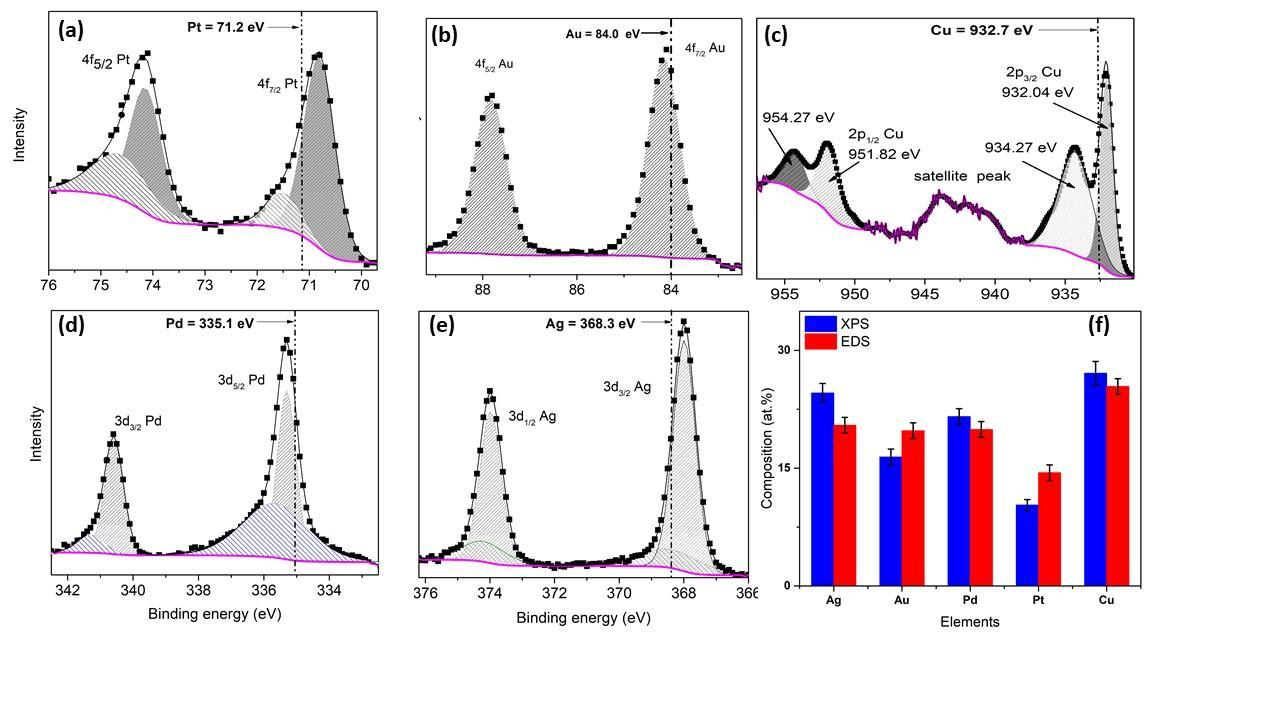 (a)
Pt = 71.2 eV
4f5/2 Pt
4f7/2 Pt
Intensity
76 75 74 73 72 71 70
(b)
Au = 84.0 eV
4f5/2 Au
4f7/2 Au
88 86 84
(c)
Cu = 932.7 eV
2p3/2 Cu
932.04 eV
954.27 eV
2p1/2 Cu
951.82 eV
934.27 eV
satellite peak
955 950 945 940 935
(d)
Pd = 335.1 eV
3d5/2 Pd
3d3/2 Pd
Intensity
342 340 338 336 334
Binding energy (eV)
(e)
Ag = 368.3 eV
3d3/2 Ag
3d1/2 Ag
376 374 372 370 368 366
Binding energy (eV)
XPS
EDS
(f)
30
15
0
Composition (at.%)
Ag Au Pd Pt Cu
Elements